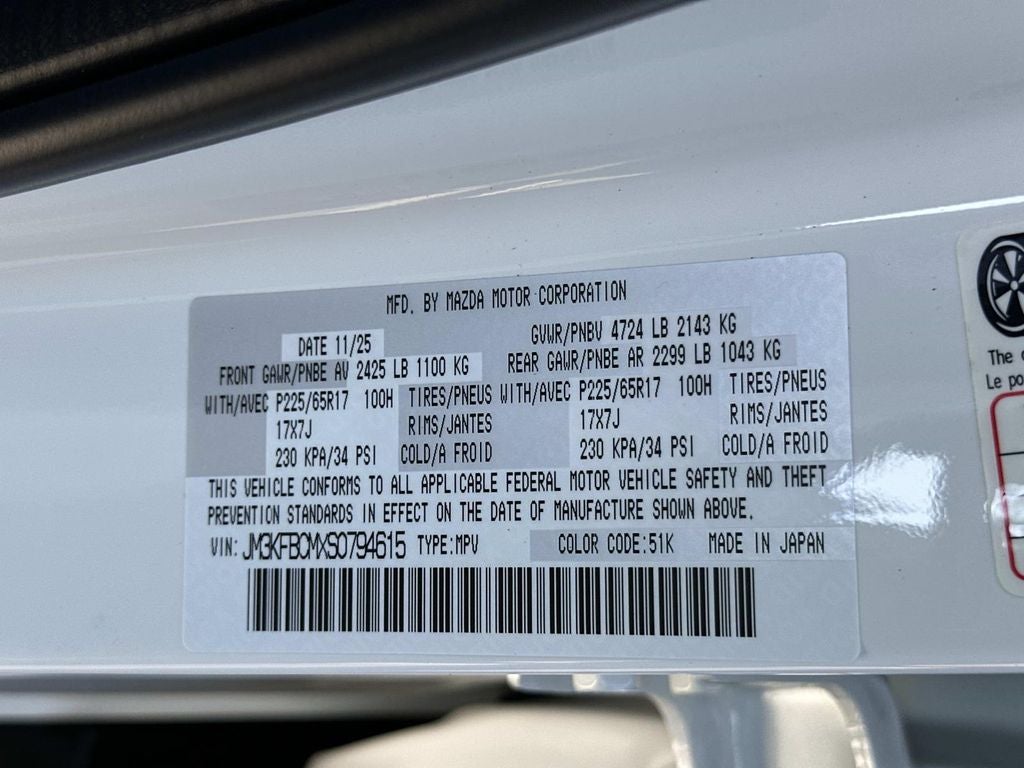 MFD. BY MAZDA MOTOR CORPORATION
DATE 11/25 GVWR/PNBV 4724 LB 2143 KG
FRONT GAWR/PNBE AV 2425 LB 1100 KG REAR GAWR/PNBE AR 2299 LB 1043 KG
WITH/AVEC P225/65R17 100H TIRES/PNEUS WITH/AVEC P225/65R17 100H TIRES/PNEUS
17X7J RIMS/JANTES 17X7J RIMS/JANTES
230 KPA/34 PSI COLD/A FROID 230 KPA/34 PSI COLD/A FROID
THIS VEHICLE CONFORMS TO ALL APPLICABLE FEDERAL MOTOR VEHICLE SAFETY AND THEFT
PREVENTION STANDARDS IN EFFECT ON THE DATE OF MANUFACTURE SHOWN ABOVE.
VIN: JM3KFBCMXS0794615 TYPE:MPV COLOR CODE:51K MADE IN JAPAN
The
Le